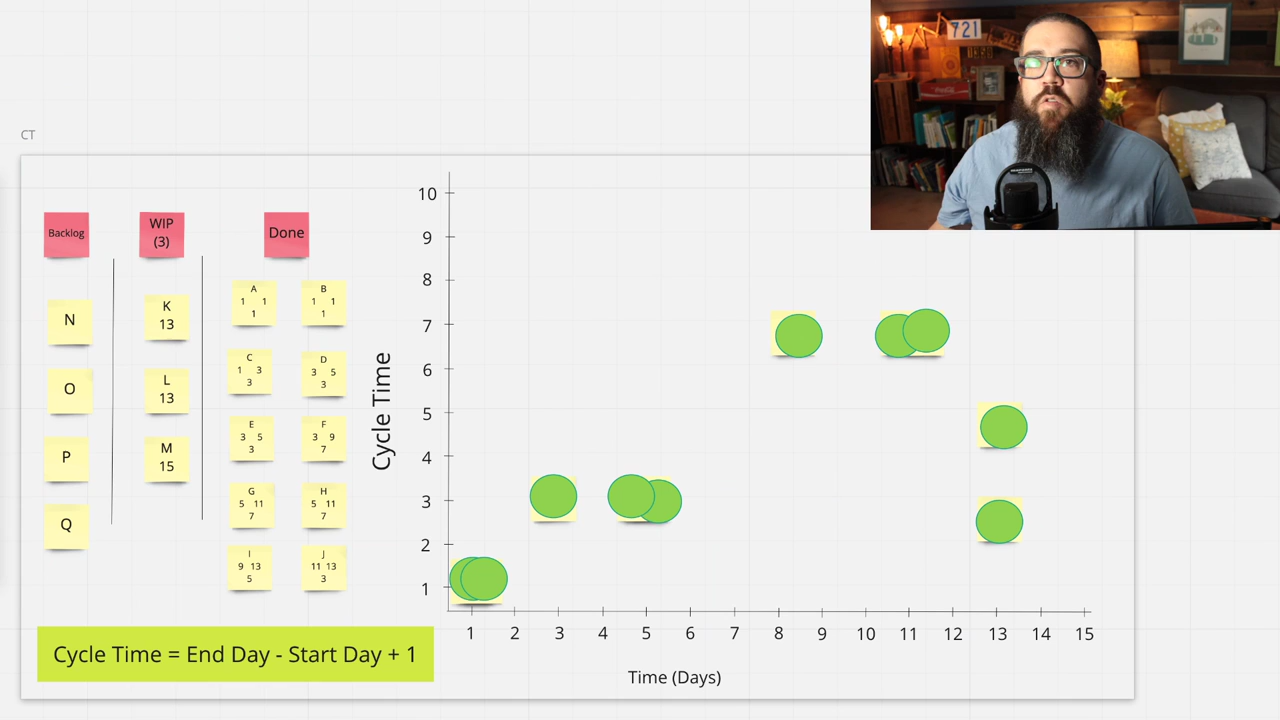 721
CT
Backlog
WIP
(3)
Done
N
O
P
Q
K
13
L
13
M
15
A
1 1
1
B
1 1
1
C
1 3
3
D
3 5
3
E
3 5
3
F
3 9
7
G
5 11
7
H
5 11
7
I
9 13
5
J
11 13
3
Cycle Time = End Day - Start Day + 1
Cycle Time
10
9
8
7
6
5
4
3
2
1
1 2 3 4 5 6 7 8 9 10 11 12 13 14 15
Time (Days)